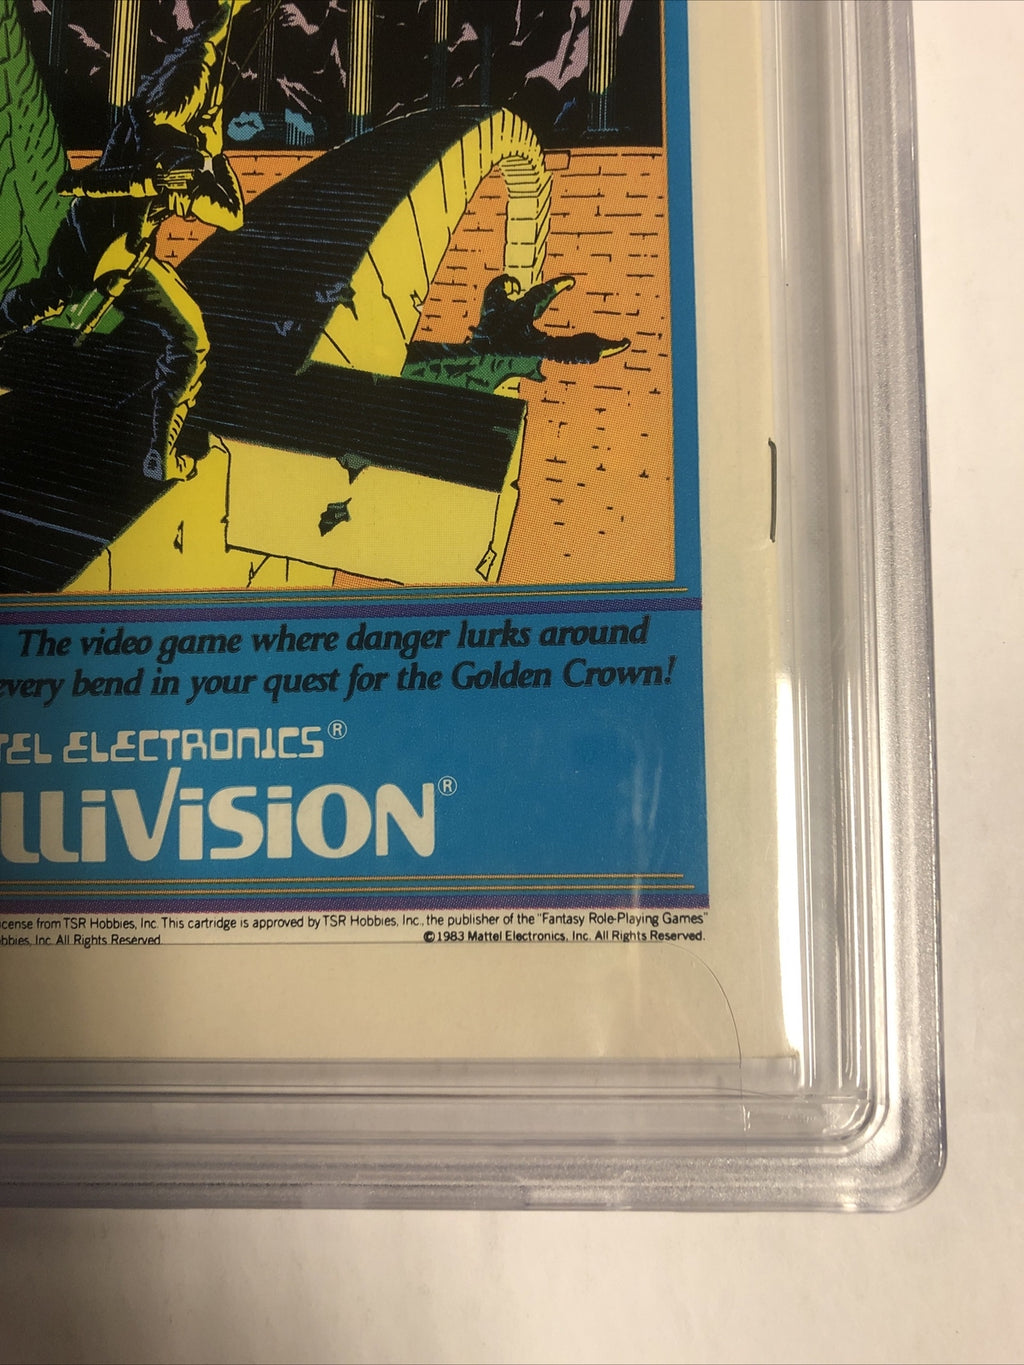 The video game where danger lurks around
every bend in your quest for the Golden Crown!
TEL ELECTRONICS®
LLiViSiON®
cense from TSR Hobbies, Inc. This cartridge is approved by TSR Hobbies, Inc., the publisher of the "Fantasy Role-Playing Games"
bbies, Inc. All Rights Reserved. ©1983 Mattel Electronics, Inc. All Rights Reserved.